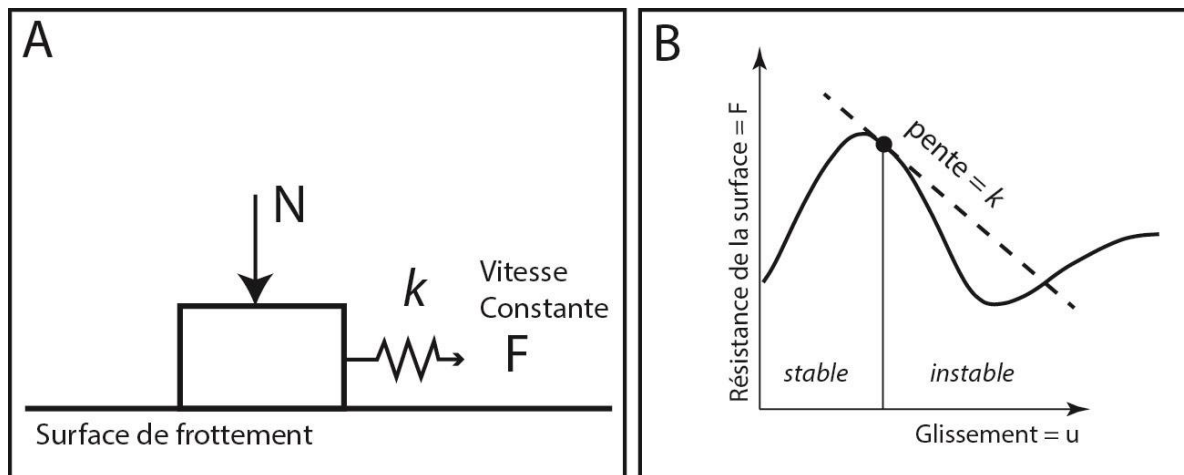 A
N
k
Vitesse
Constante
F
Surface de frottement
B
Résistance de la surface = F
pente = k
stable
instable
Glissement = u